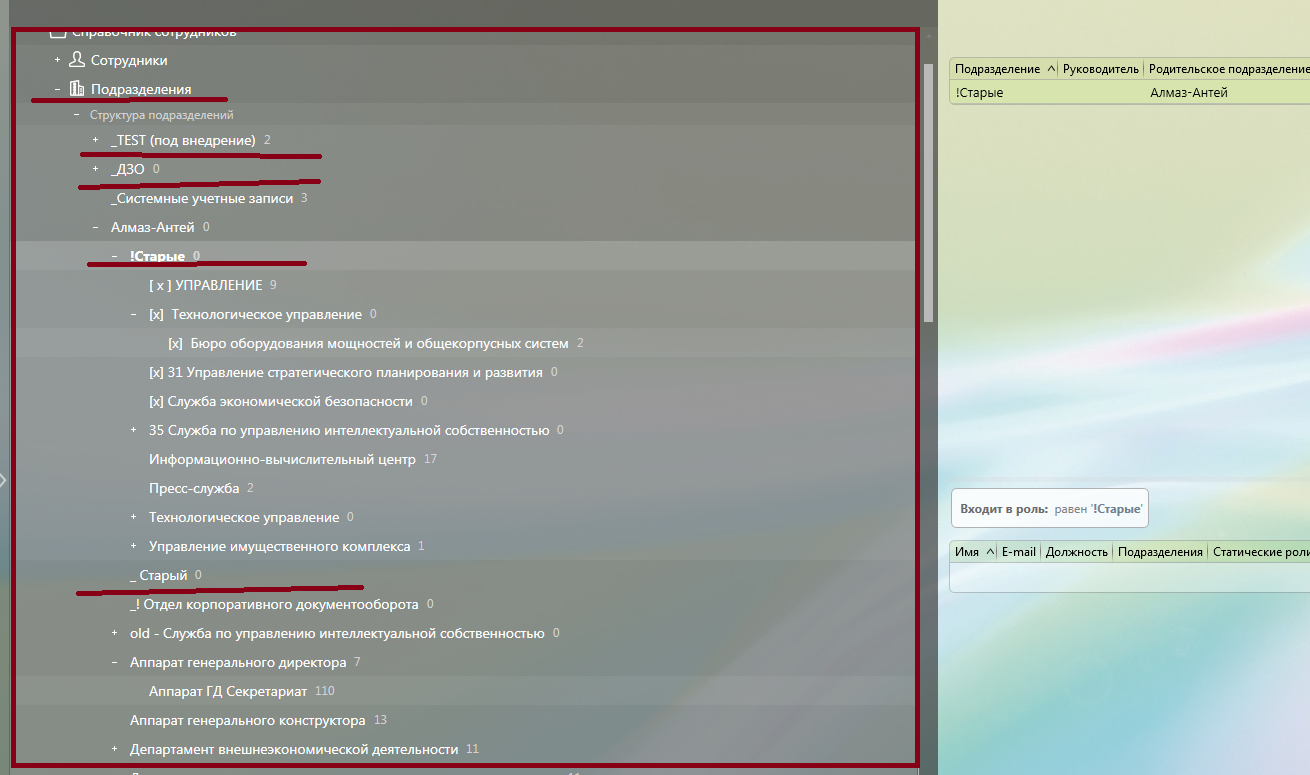 Справочник сотрудников
+ Сотрудники
– Подразделения
– Структура подразделений
+ _TEST (под внедрение) 2
+ _ДЗО 0
_Системные учетные записи 3
– Алмаз-Антей 0
– !Старые 0
[ x ] УПРАВЛЕНИЕ 9
– [x] Технологическое управление 0
[x] Бюро оборудования мощностей и общекорпусных систем 2
[x] 31 Управление стратегического планирования и развития 0
[x] Служба экономической безопасности 0
+ 35 Служба по управлению интеллектуальной собственностью 0
Информационно-вычислительный центр 17
Пресс-служба 2
+ Технологическое управление 0
+ Управление имущественного комплекса 1
_ Старый 0
_! Отдел корпоративного документооборота 0
+ old - Служба по управлению интеллектуальной собственностью 0
– Аппарат генерального директора 7
Аппарат ГД Секретариат 110
Аппарат генерального конструктора 13
+ Департамент внешнеэкономической деятельности 11
Подразделение Руководитель Родительское подразделение
!Старые Алмаз-Антей
Входит в роль: равен '!Старые'
Имя E-mail Должность Подразделения Статические роли